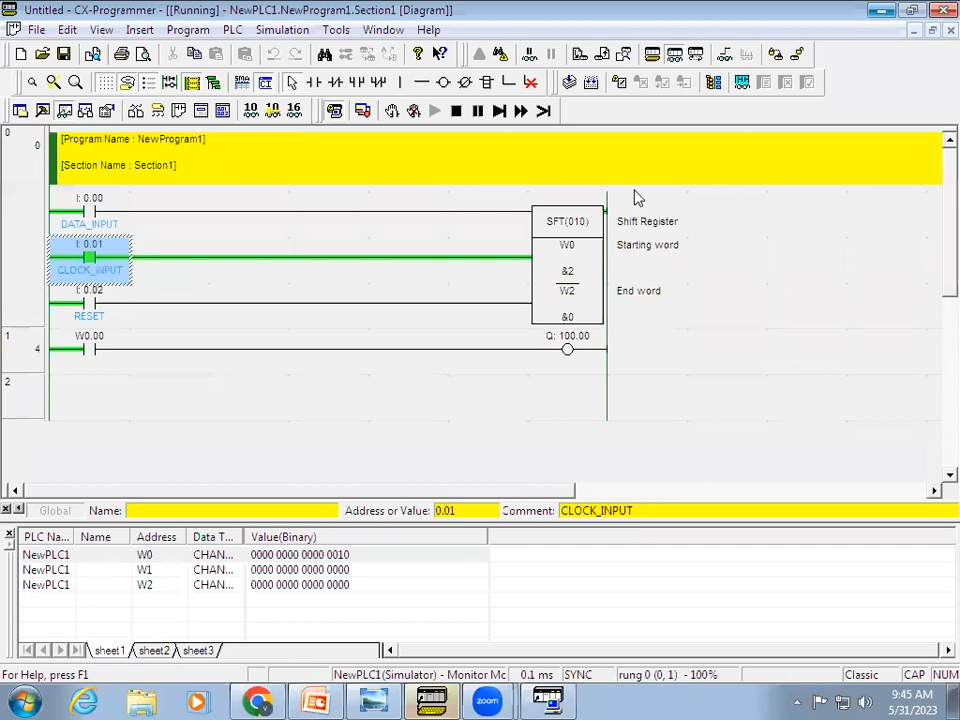 Untitled - CX-Programmer - [[Running] - NewPLC1.NewProgram1.Section1 [Diagram]]
File Edit View Insert Program PLC Simulation Tools Window Help
10 10 16
0
0
[Program Name : NewProgram1]
[Section Name : Section1]
I: 0.00
DATA_INPUT
SFT(010)
Shift Register
I: 0.01
W0
Starting word
CLOCK_INPUT
&2
I: 0.02
W2
End word
RESET
&0
1
4
W0.00
Q: 100.00
2
Global Name: Address or Value: 0.01 Comment: CLOCK_INPUT
PLC Na... Name Address Data T... Value(Binary)
NewPLC1 W0 CHAN... 0000 0000 0000 0010
NewPLC1 W1 CHAN... 0000 0000 0000 0000
NewPLC1 W2 CHAN... 0000 0000 0000 0000
sheet1 sheet2 sheet3
For Help, press F1 NewPLC1(Simulator) - Monitor Mc 0.1 ms SYNC rung 0 (0, 1) - 100% Classic CAP NUM
zoom
9:45 AM
5/31/2023